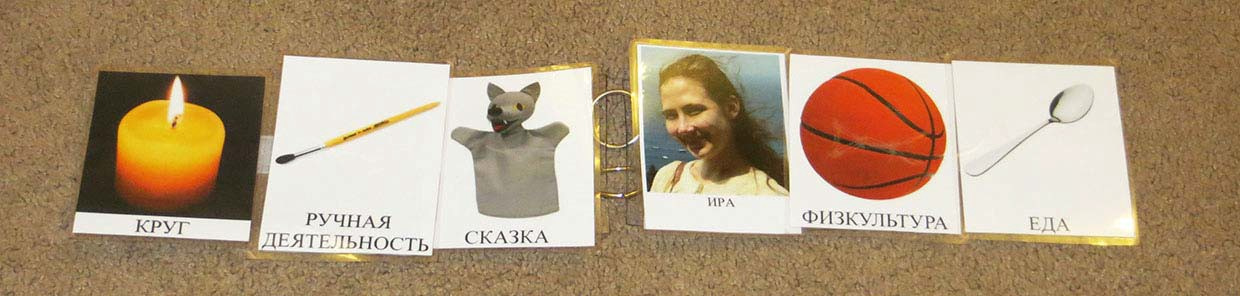 КРУГ
РУЧНАЯ
ДЕЯТЕЛЬНОСТЬ
СКАЗКА
ИРА
ФИЗКУЛЬТУРА
ЕДА